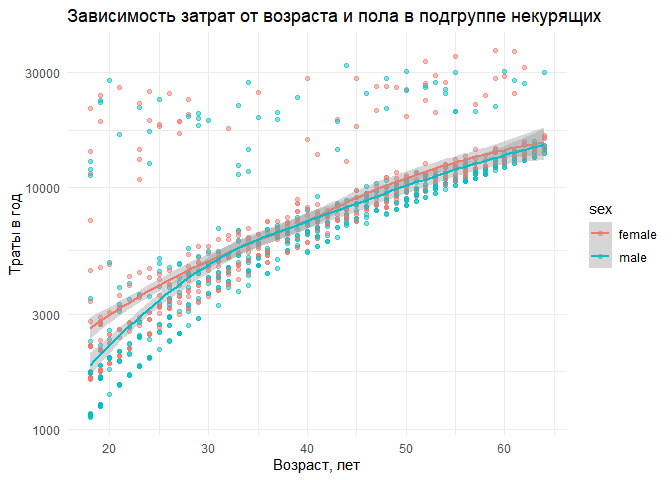 Зависимость затрат от возраста и пола в подгруппе некурящих
Траты в год
30000
10000
3000
1000
20
30
40
50
60
Возраст, лет
sex
female
male